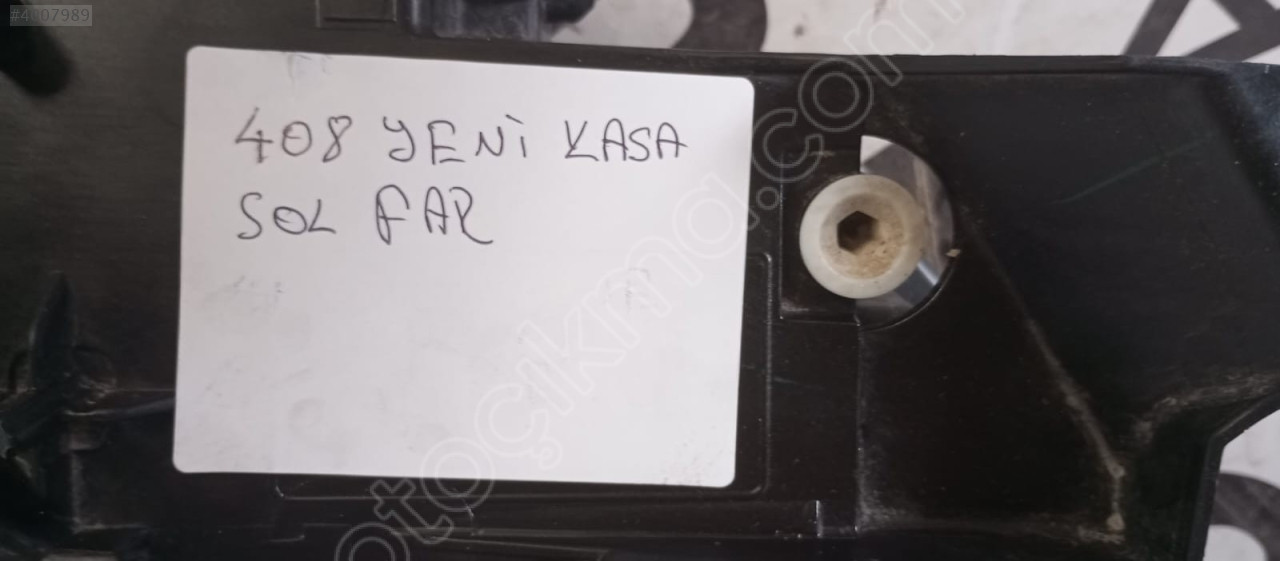 #4007989
408 YENİ KASA
SOL FAR
otoçıkma.com